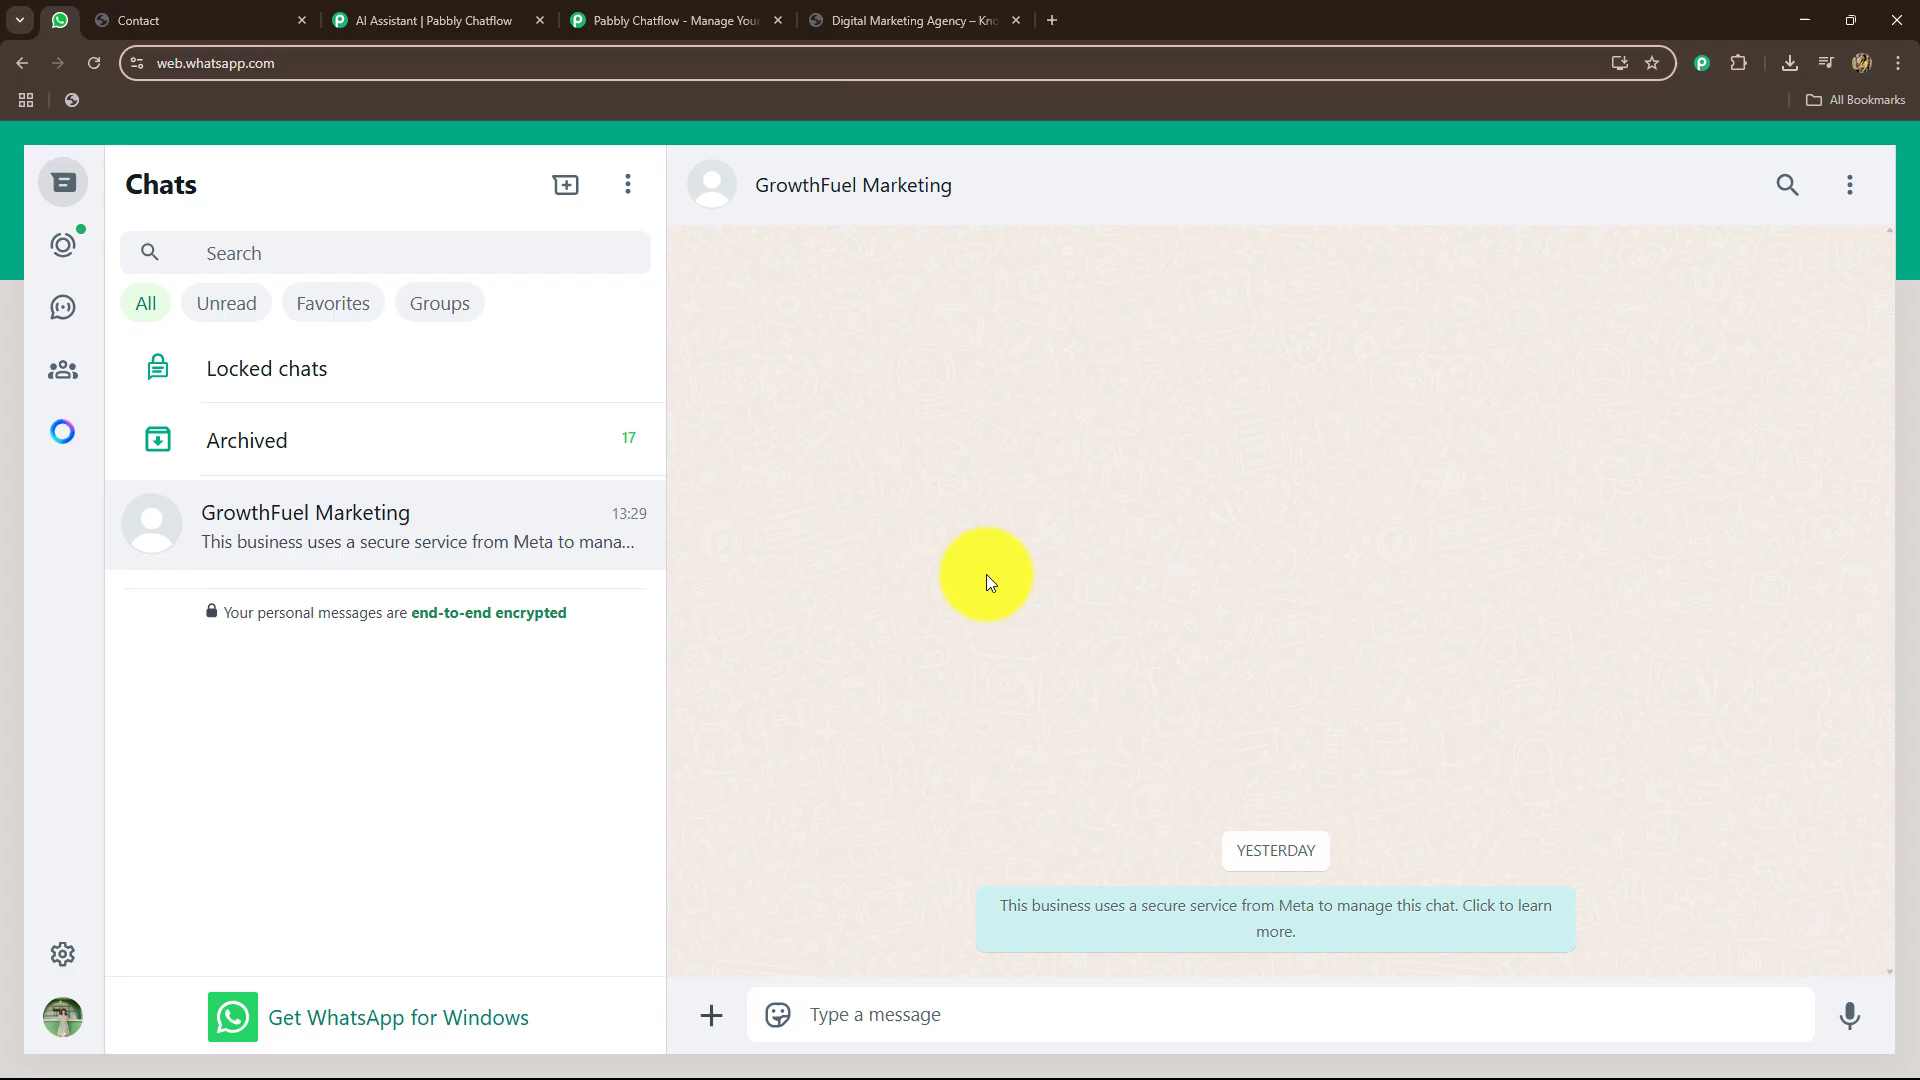 Contact
AI Assistant | Pabbly Chatflow
Pabbly Chatflow - Manage You
Digital Marketing Agency – Kno
web.whatsapp.com
All Bookmarks
Chats
Search
All
Unread
Favorites
Groups
Locked chats
Archived
17
GrowthFuel Marketing
13:29
This business uses a secure service from Meta to mana...
Your personal messages are end-to-end encrypted
Get WhatsApp for Windows
GrowthFuel Marketing
YESTERDAY
This business uses a secure service from Meta to manage this chat. Click to learn
more.
Type a message